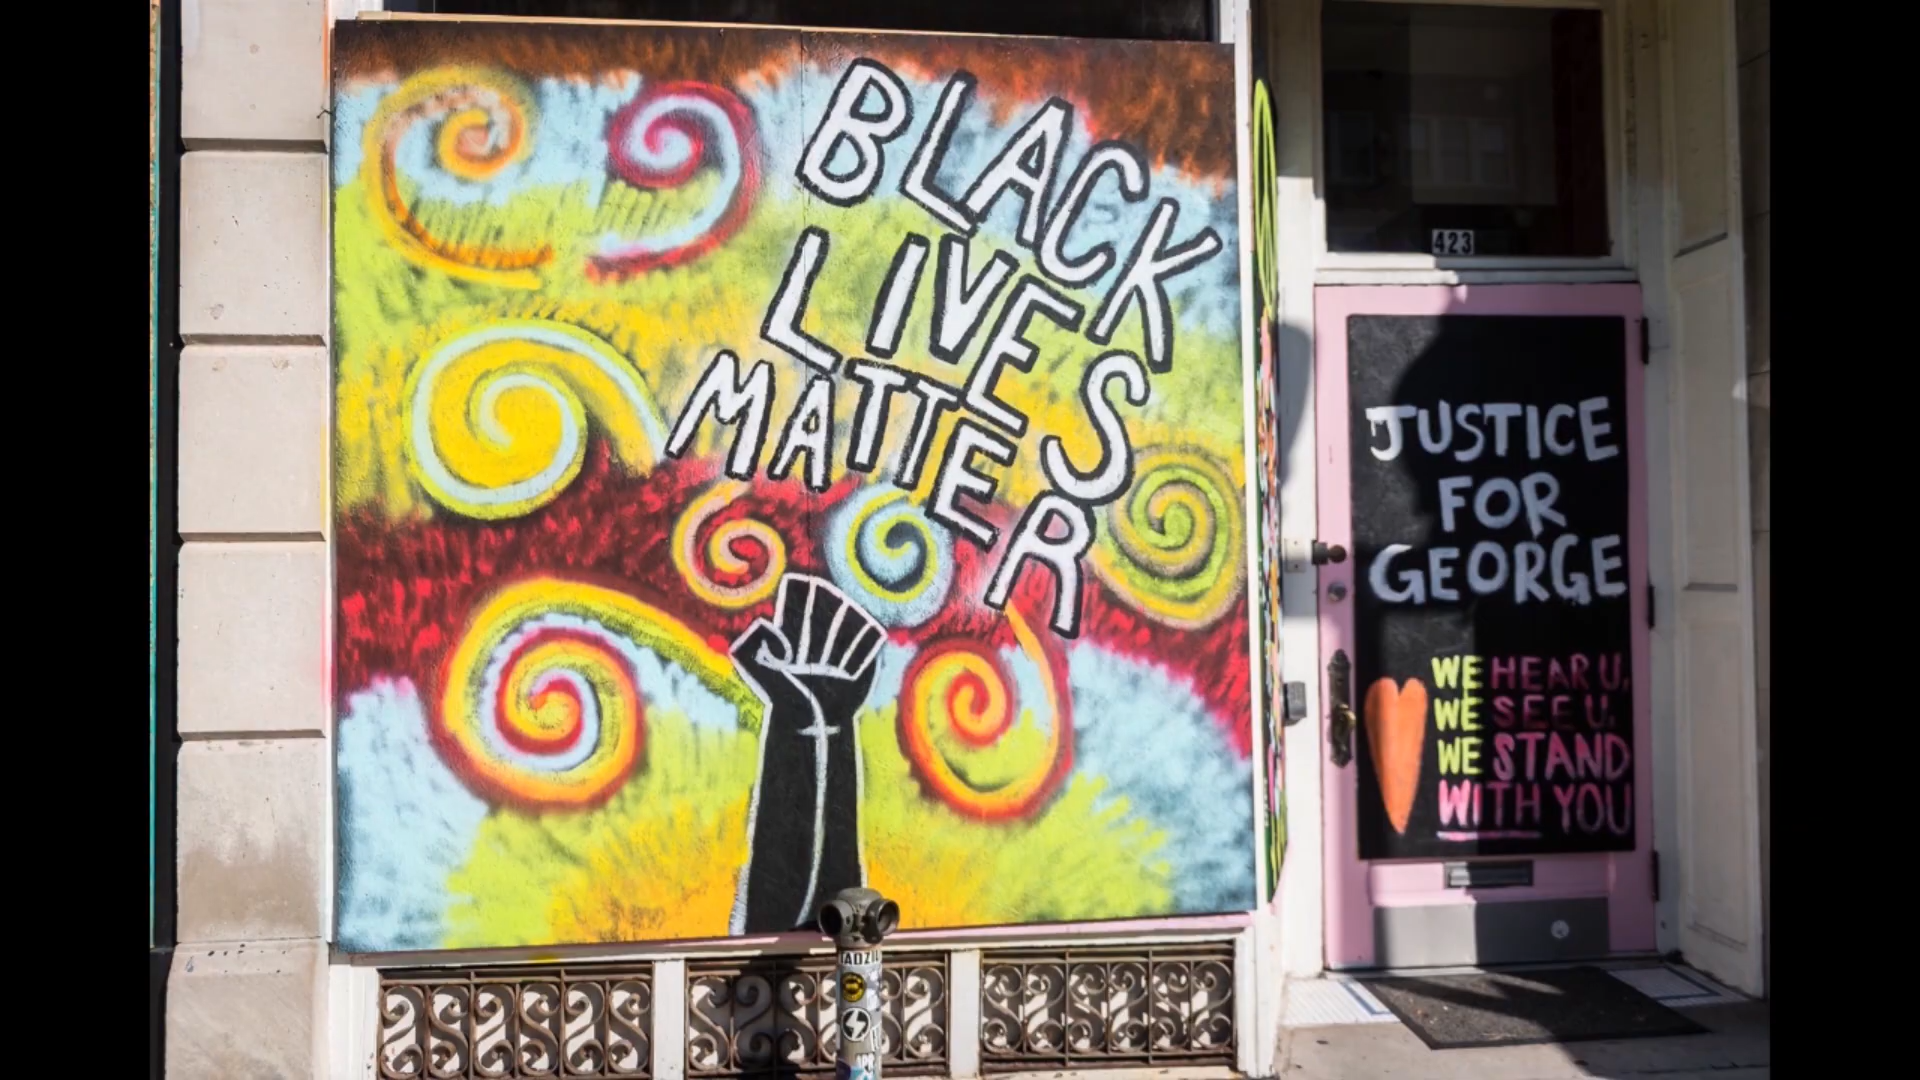 BLACK
LIVES
MATTER
423
JUSTICE
FOR
GEORGE
WE HEAR U.
WE SEE U.
WE STAND
WITH YOU